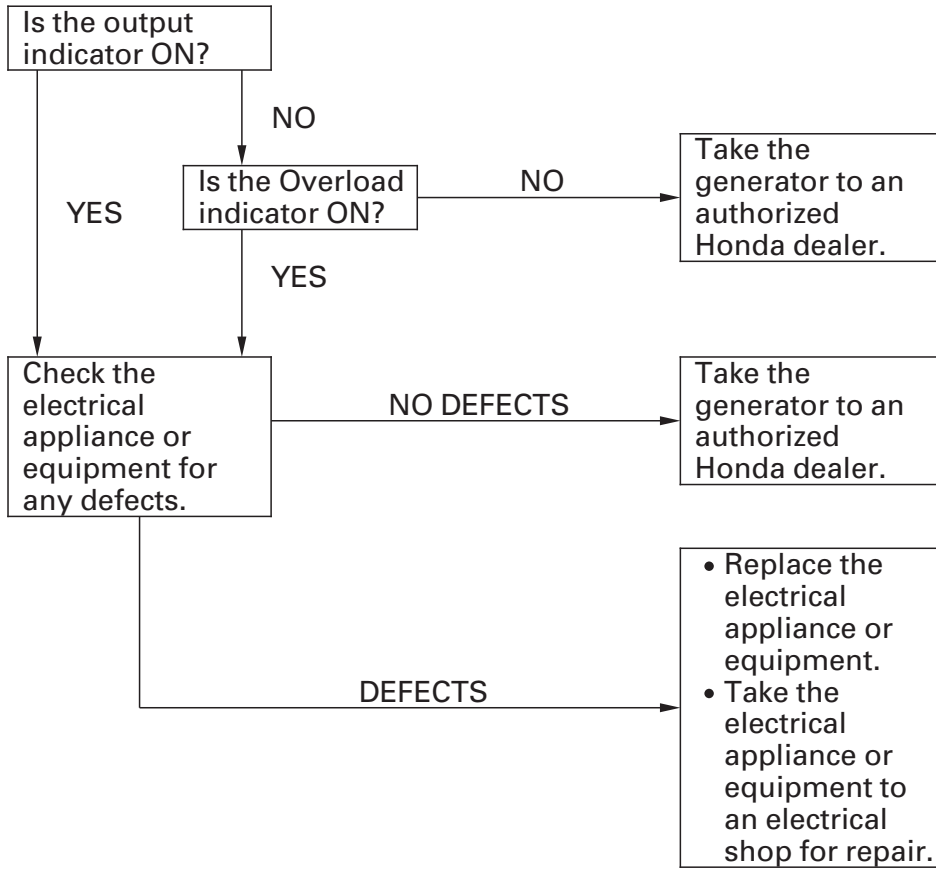 Is the output
indicator ON?
NO
YES
Is the Overload
indicator ON?
NO
Take the
generator to an
authorized
Honda dealer.
YES
Check the
electrical
appliance or
equipment for
any defects.
NO DEFECTS
Take the
generator to an
authorized
Honda dealer.
DEFECTS
• Replace the
electrical
appliance or
equipment.
• Take the
electrical
appliance or
equipment to
an electrical
shop for repair.